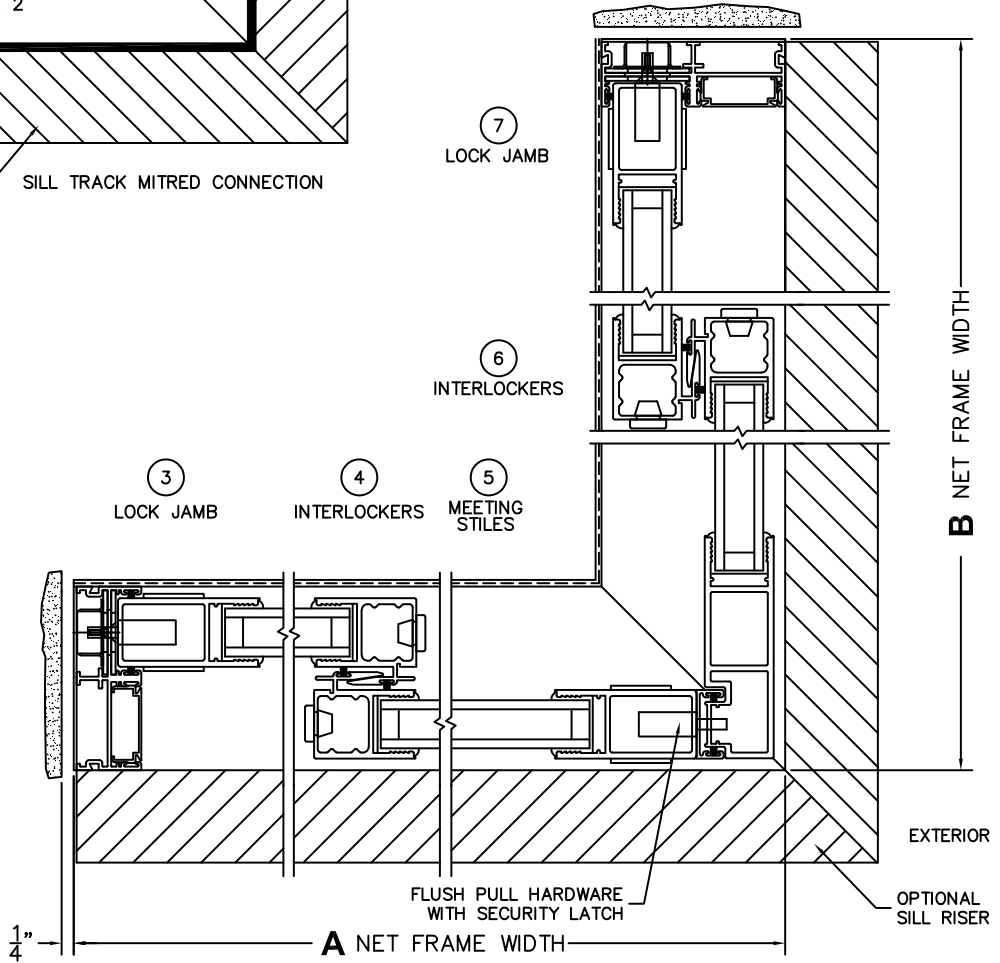 2
SILL TRACK MITRED CONNECTION
7
LOCK JAMB
6
INTERLOCKERS
3
LOCK JAMB
4
INTERLOCKERS
5
MEETING
STILES
B NET FRAME WIDTH
EXTERIOR
OPTIONAL
SILL RISER
FLUSH PULL HARDWARE
WITH SECURITY LATCH
1/4"
A NET FRAME WIDTH